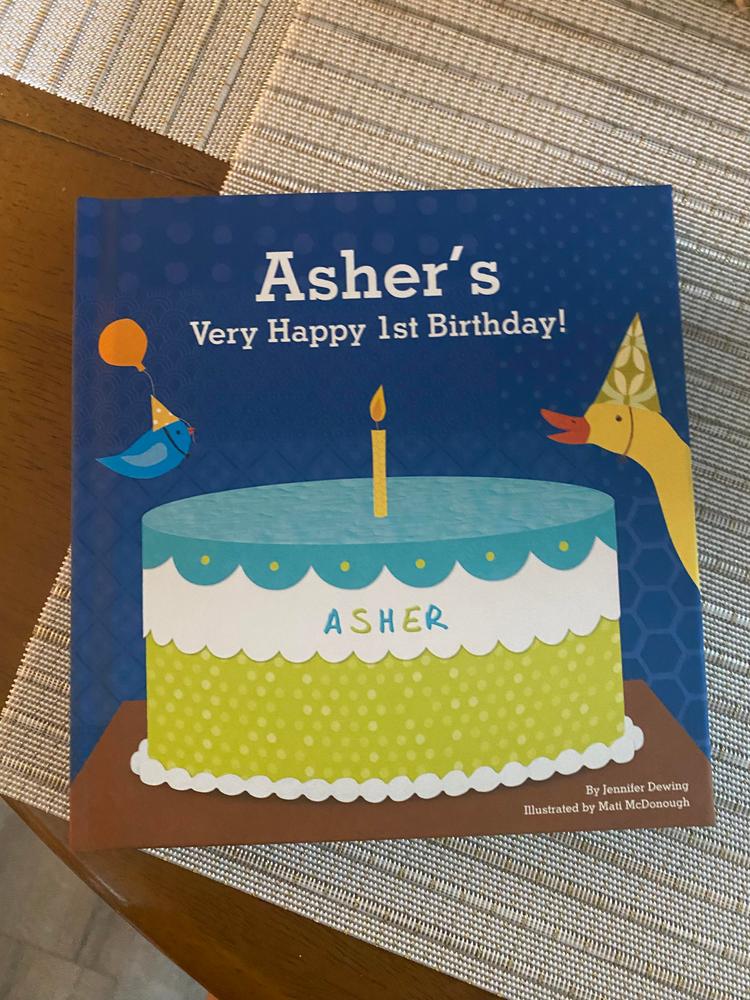 Asher's
Very Happy 1st Birthday!
ASHER
By Jennifer Dewing
Illustrated by Mati McDonough